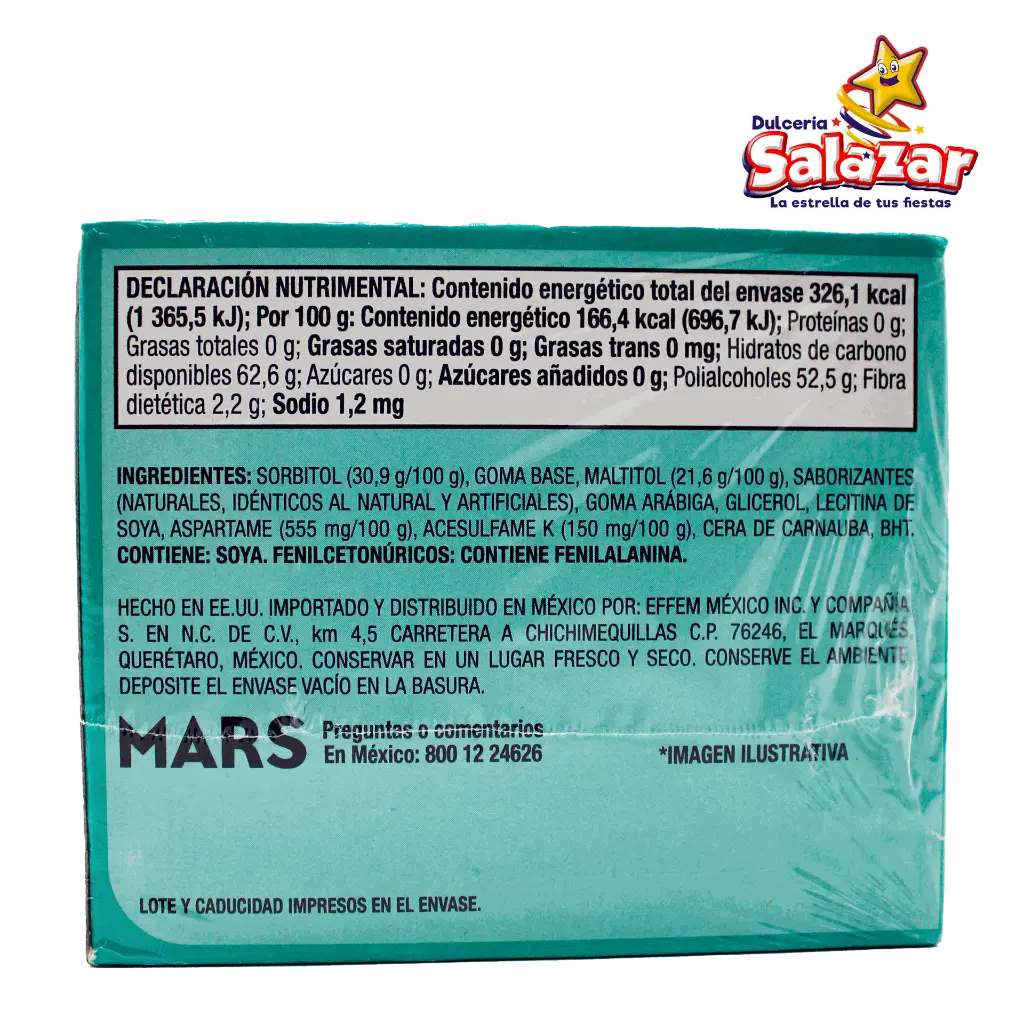 Dulcería
Salazar
La estrella de tus fiestas
DECLARACIÓN NUTRIMENTAL: Contenido energético total del envase 326,1 kcal
(1 365,5 kJ); Por 100 g: Contenido energético 166,4 kcal (696,7 kJ); Proteínas 0 g;
Grasas totales 0 g; Grasas saturadas 0 g; Grasas trans 0 mg; Hidratos de carbono
disponibles 62,6 g; Azúcares 0 g; Azúcares añadidos 0 g; Polialcoholes 52,5 g; Fibra
dietética 2,2 g; Sodio 1,2 mg
INGREDIENTES: SORBITOL (30,9 g/100 g), GOMA BASE, MALTITOL (21,6 g/100 g), SABORIZANTES
(NATURALES, IDÉNTICOS AL NATURAL Y ARTIFICIALES), GOMA ARÁBIGA, GLICEROL, LECITINA DE
SOYA, ASPARTAME (555 mg/100 g), ACESULFAME K (150 mg/100 g), CERA DE CARNAUBA, BHT.
CONTIENE: SOYA. FENILCETONÚRICOS: CONTIENE FENILALANINA.
HECHO EN EE.UU. IMPORTADO Y DISTRIBUIDO EN MÉXICO POR: EFFEM MÉXICO INC. Y COMPAÑÍA,
S. EN N.C. DE C.V., km 4,5 CARRETERA A CHICHIMEQUILLAS C.P. 76246, EL MARQUÉS,
QUERÉTARO, MÉXICO. CONSERVAR EN UN LUGAR FRESCO Y SECO. CONSERVE EL AMBIENTE,
DEPOSITE EL ENVASE VACÍO EN LA BASURA.
MARS
Preguntas o comentarios
En México: 800 12 24626
*IMAGEN ILUSTRATIVA
LOTE Y CADUCIDAD IMPRESOS EN EL ENVASE.